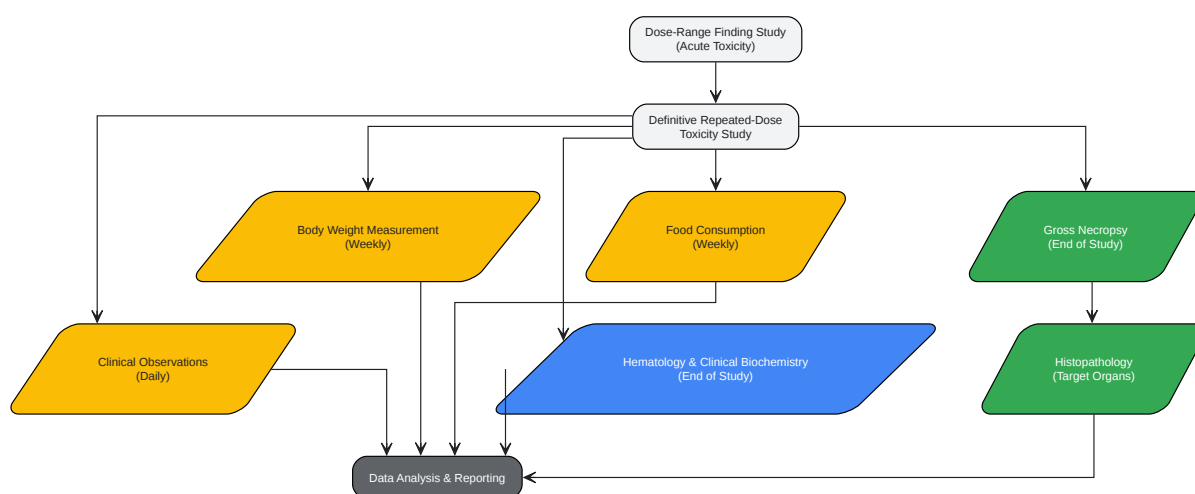 Dose-Range Finding Study
(Acute Toxicity)
Definitive Repeated-Dose
Toxicity Study
Body Weight Measurement
(Weekly)
Food Consumption
(Weekly)
Gross Necropsy
(End of Study)
Clinical Observations
(Daily)
Hematology & Clinical Biochemistry
(End of Study)
Histopathology
(Target Organs)
Data Analysis & Reporting